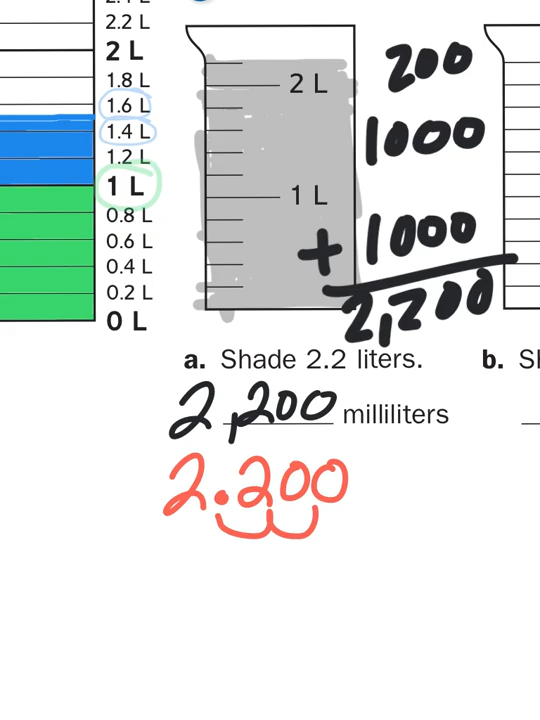 2.2 L
2 L
1.8 L
1.6 L
1.4 L
1.2 L
1 L
0.8 L
0.6 L
0.4 L
0.2 L
0 L
2 L
1 L
200
1000
+ 1000
2,200
a. Shade 2.2 liters.
2,200 milliliters
2.200
b.